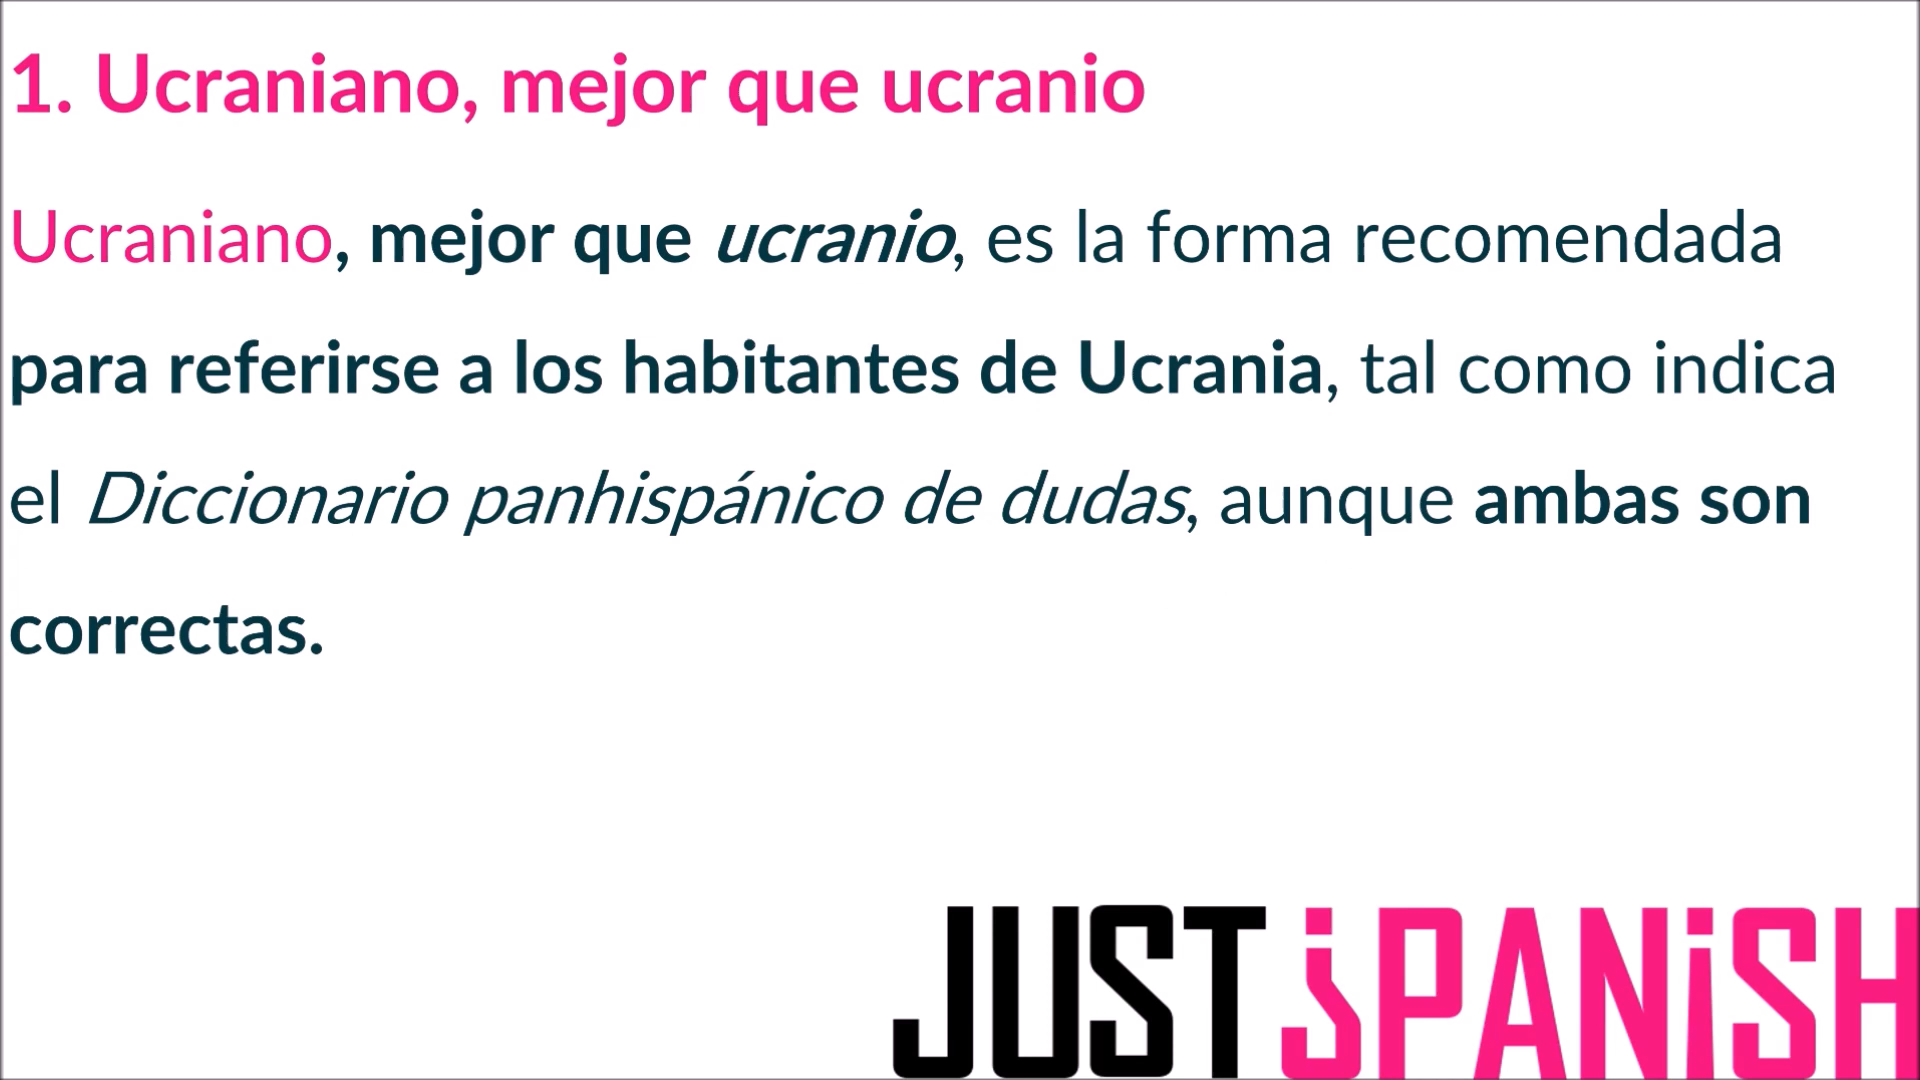 1. Ucraniano, mejor que ucranio
Ucraniano, mejor que ucranio, es la forma recomendada
para referirse a los habitantes de Ucrania, tal como indica
el Diccionario panhispánico de dudas, aunque ambas son
correctas.
JUST SPANiSH